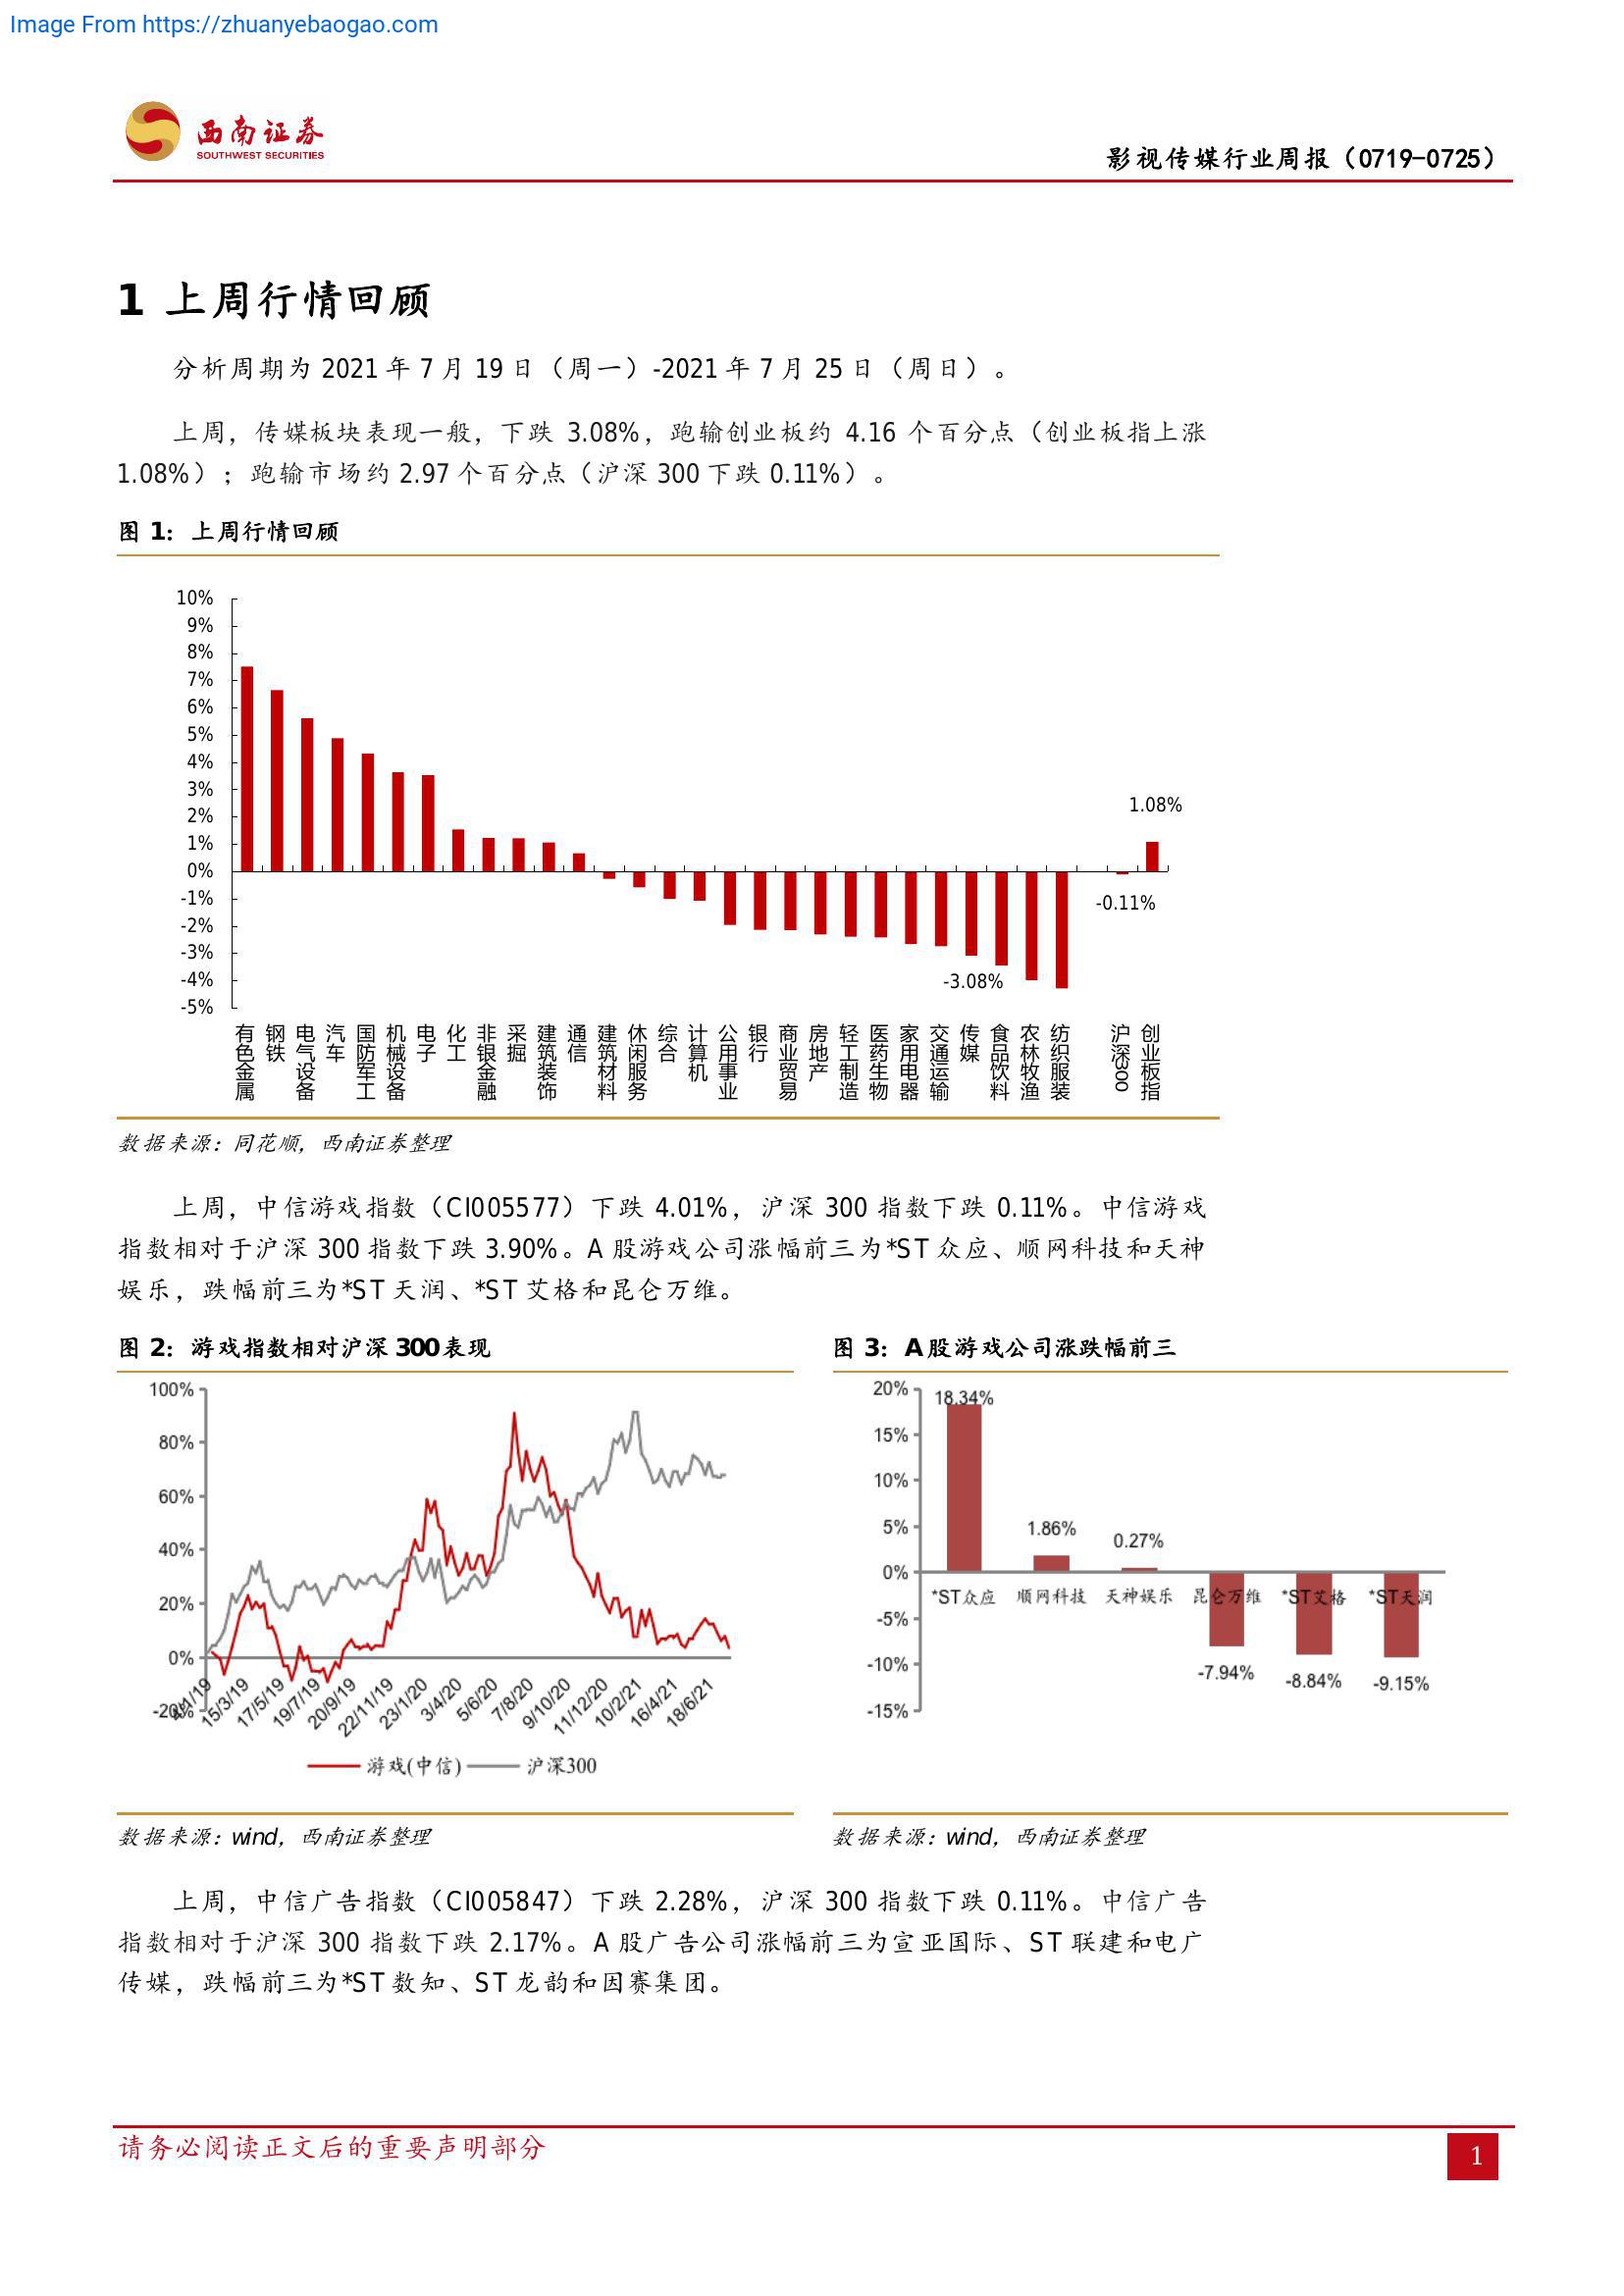 Image From https://zhuanyebaogao.com
西南证券
SOUTHWEST SECURITIES
影视传媒行业周报（0719-0725）
1 上周行情回顾
分析周期为 2021 年 7 月 19 日（周一）-2021 年 7 月 25 日（周日）。
上周，传媒板块表现一般，下跌 3.08%，跑输创业板约 4.16 个百分点（创业板指上涨
1.08%）；跑输市场约 2.97 个百分点（沪深 300 下跌 0.11%）。
图 1：上周行情回顾
10%
9%
8%
7%
6%
5%
4%
3%
2%
1%
0%
-1%
-2%
-3%
-4%
-5%
1.08%
-0.11%
-3.08%
有色金属
钢铁
电气设备
汽车
国防军工
机械设备
电子
化工
非银金融
采掘
建筑装饰
通信
建筑材料
休闲服务
综合
计算机
公用事业
银行
商业贸易
房地产
轻工制造
医药生物
家用电器
交通运输
传媒
食品饮料
农林牧渔
纺织服装
沪深300
创业板指
数据来源：同花顺，西南证券整理
上周，中信游戏指数（CI005577）下跌 4.01%，沪深 300 指数下跌 0.11%。中信游戏
指数相对于沪深 300 指数下跌 3.90%。A 股游戏公司涨幅前三为*ST 众应、顺网科技和天神
娱乐，跌幅前三为*ST 天润、*ST 艾格和昆仑万维。
图 2：游戏指数相对沪深 300 表现
100%
80%
60%
40%
20%
0%
-20%
4/1/19
15/3/19
17/5/19
19/7/19
20/9/19
22/11/19
23/1/20
3/4/20
5/6/20
7/8/20
9/10/20
11/12/20
10/2/21
16/4/21
18/6/21
游戏(中信)
沪深300
数据来源：wind，西南证券整理
图 3：A 股游戏公司涨跌幅前三
20%
15%
10%
5%
0%
-5%
-10%
-15%
18.34%
1.86%
0.27%
*ST众应
顺网科技
天神娱乐
昆仑万维
*ST艾格
*ST天润
-7.94%
-8.84%
-9.15%
数据来源：wind，西南证券整理
上周，中信广告指数（CI005847）下跌 2.28%，沪深 300 指数下跌 0.11%。中信广告
指数相对于沪深 300 指数下跌 2.17%。A 股广告公司涨幅前三为宣亚国际、ST 联建和电广
传媒，跌幅前三为*ST 数知、ST 龙韵和因赛集团。
请务必阅读正文后的重要声明部分
1